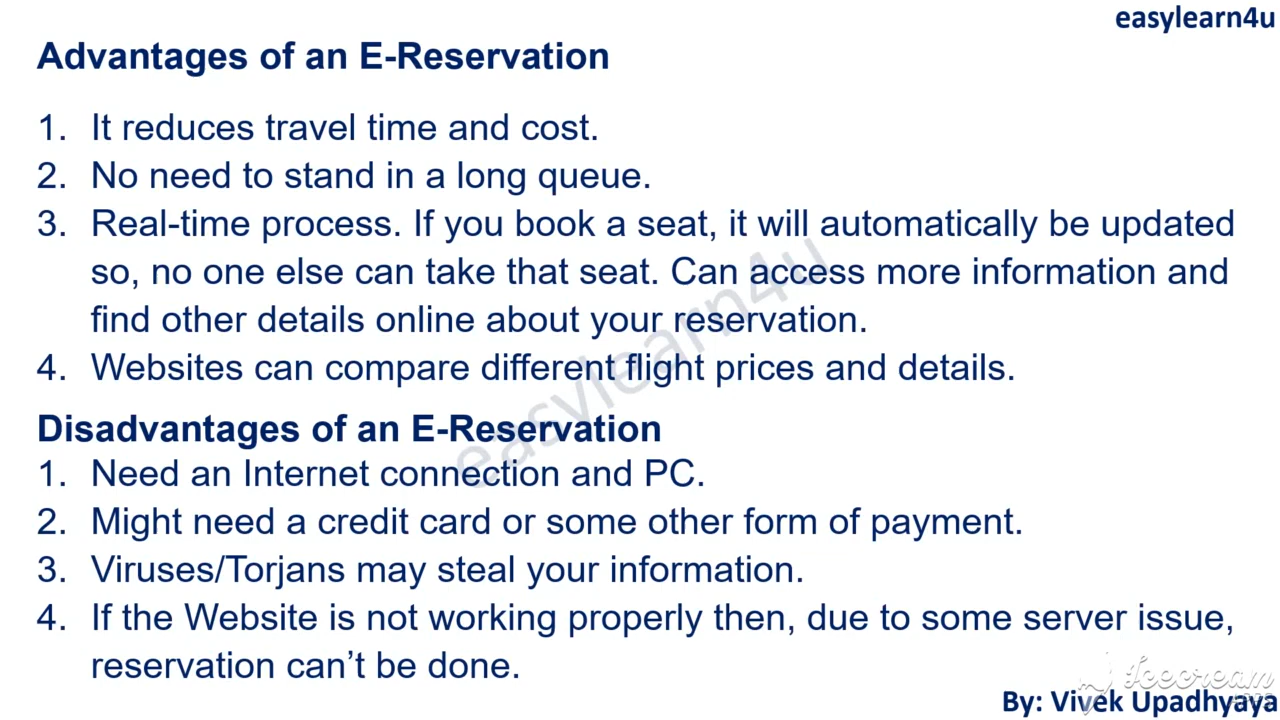 easylearn4u
Advantages of an E-Reservation
1. It reduces travel time and cost.
2. No need to stand in a long queue.
3. Real-time process. If you book a seat, it will automatically be updated
so, no one else can take that seat. Can access more information and
find other details online about your reservation.
4. Websites can compare different flight prices and details.
easylearn4u
Disadvantages of an E-Reservation
1. Need an Internet connection and PC.
2. Might need a credit card or some other form of payment.
3. Viruses/Torjans may steal your information.
4. If the Website is not working properly then, due to some server issue,
reservation can't be done.
Icecream
APPS
By: Vivek Upadhyaya